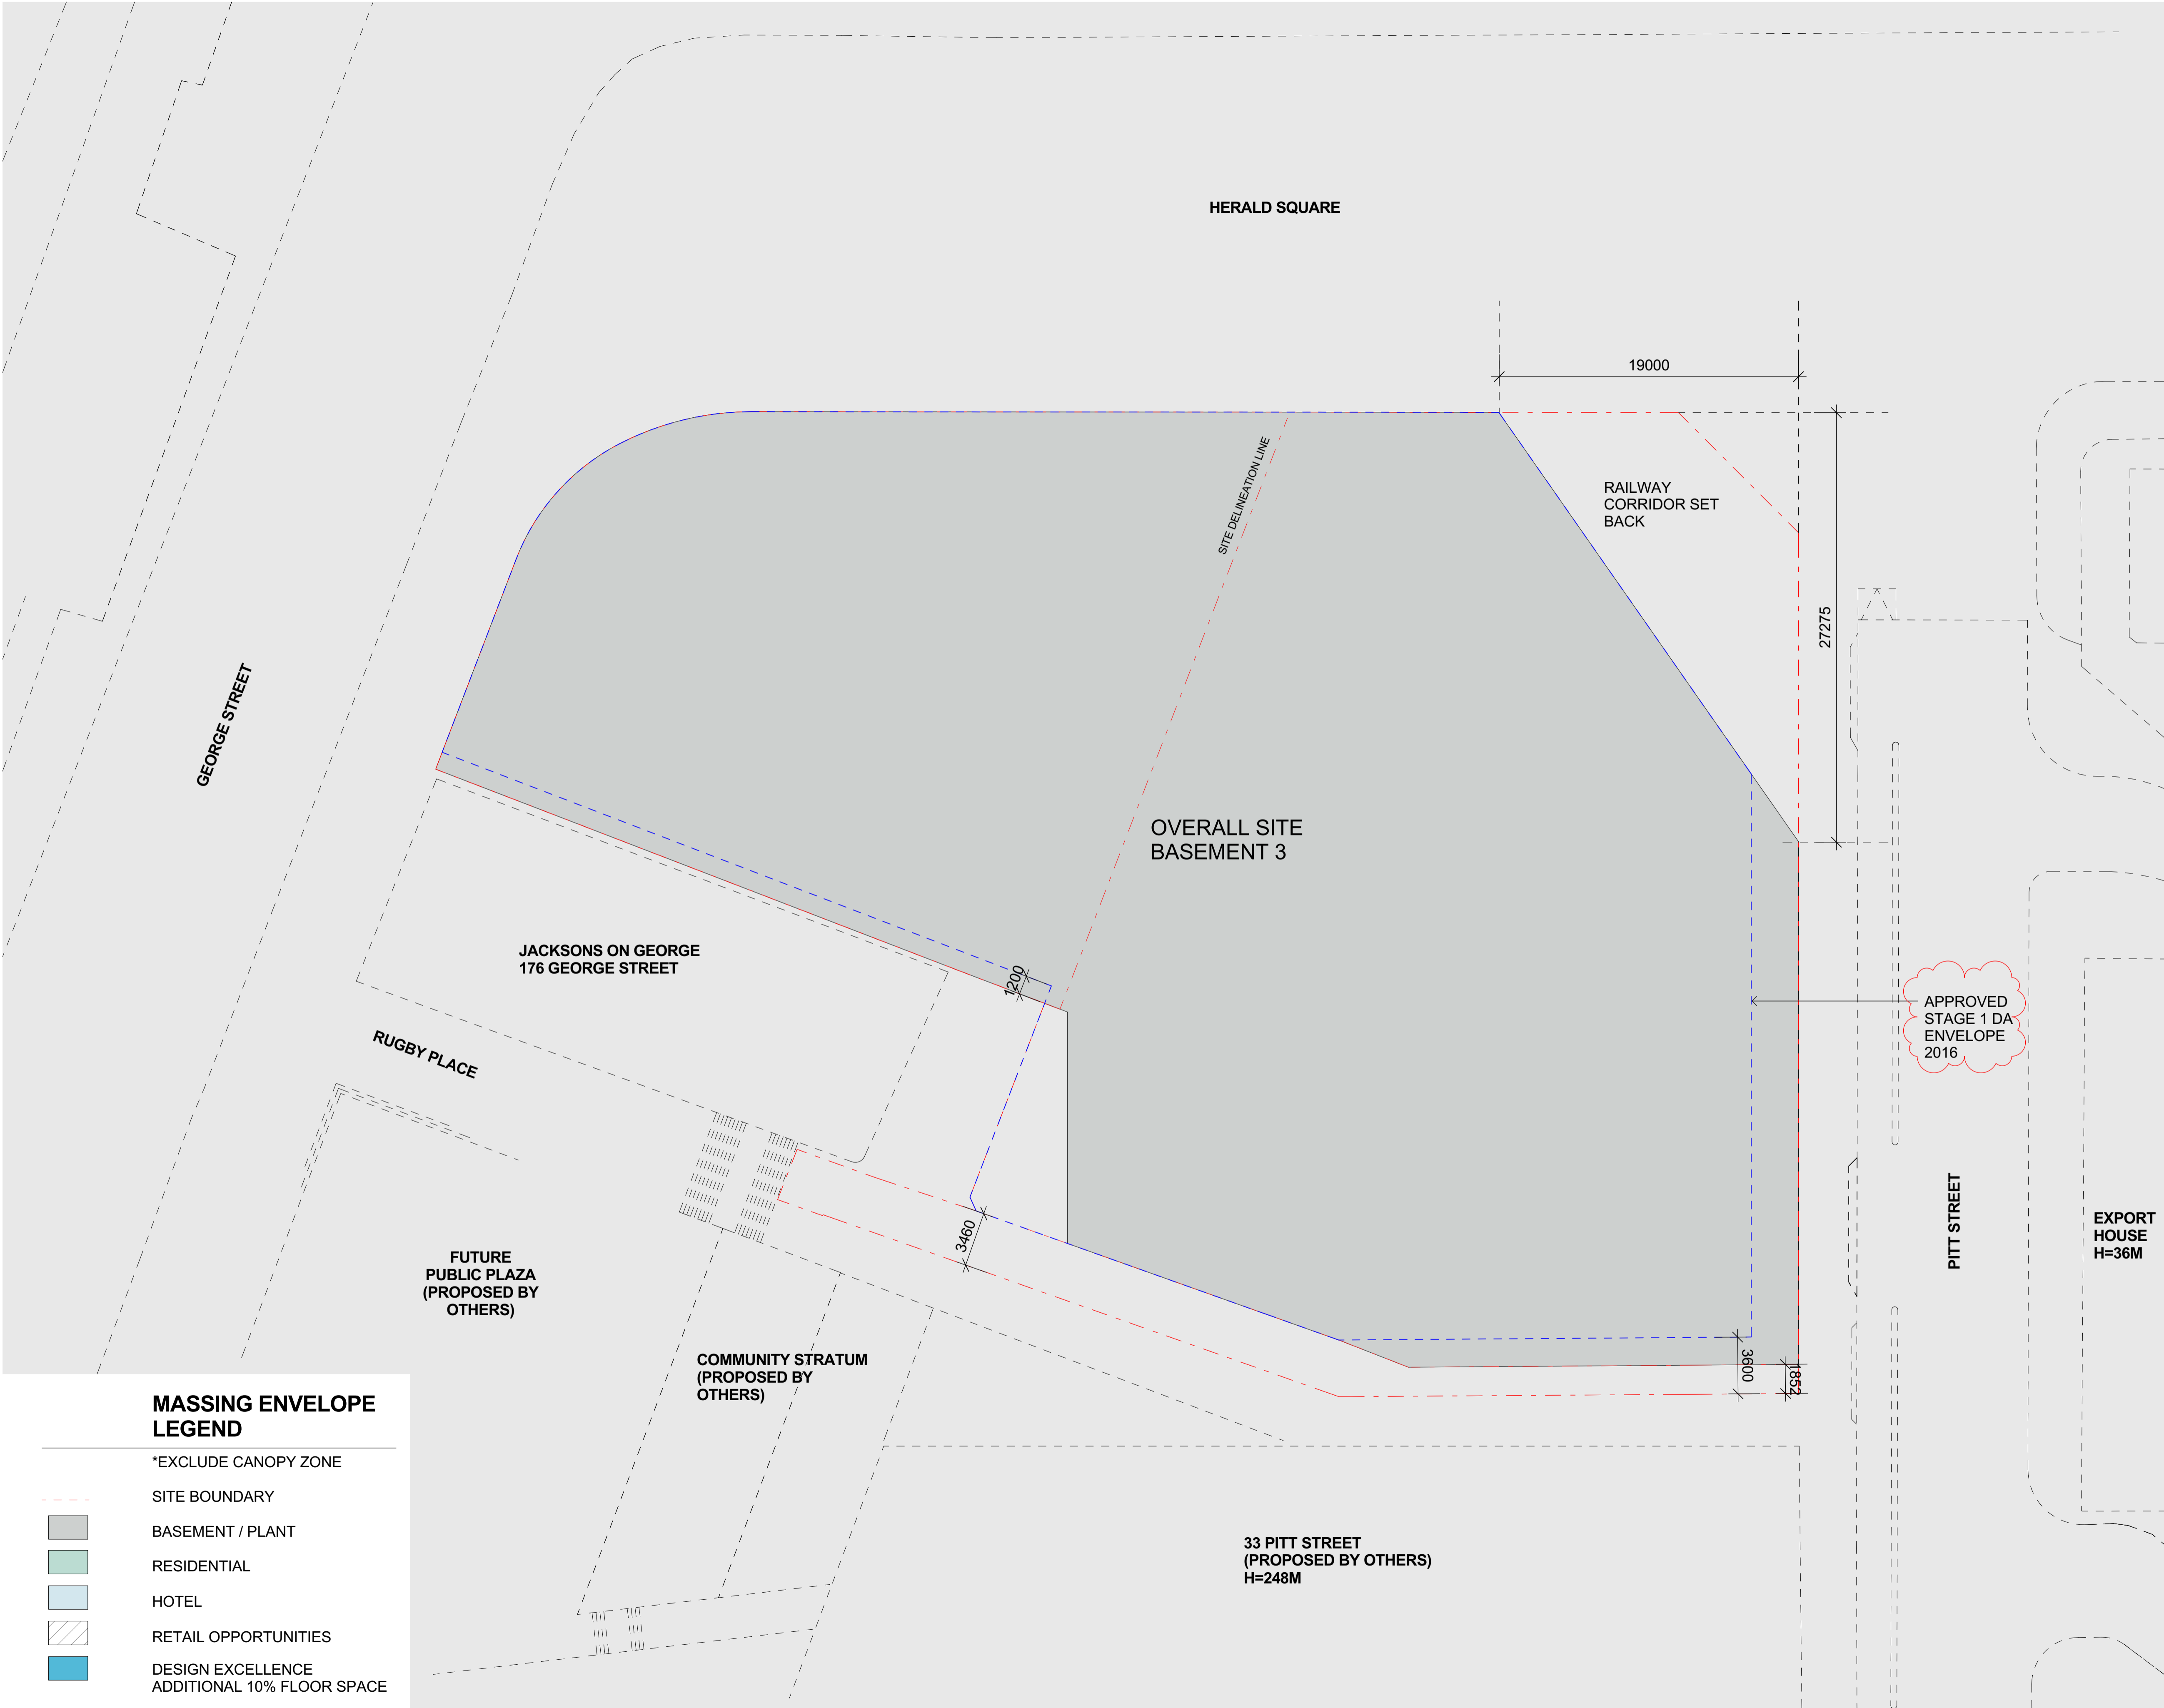 HERALD SQUARE
19000
SITE DELINEATION LINE
RAILWAY
CORRIDOR SET
BACK
27275
GEORGE STREET
OVERALL SITE
BASEMENT 3
JACKSONS ON GEORGE
176 GEORGE STREET
1200
APPROVED
STAGE 1 DA
ENVELOPE
2016
RUGBY PLACE
3460
PITT STREET
EXPORT
HOUSE
H=36M
FUTURE
PUBLIC PLAZA
(PROPOSED BY
OTHERS)
COMMUNITY STRATUM
(PROPOSED BY
OTHERS)
3600
1852
33 PITT STREET
(PROPOSED BY OTHERS)
H=248M
MASSING ENVELOPE
LEGEND
*EXCLUDE CANOPY ZONE
SITE BOUNDARY
BASEMENT / PLANT
RESIDENTIAL
HOTEL
RETAIL OPPORTUNITIES
DESIGN EXCELLENCE
ADDITIONAL 10% FLOOR SPACE